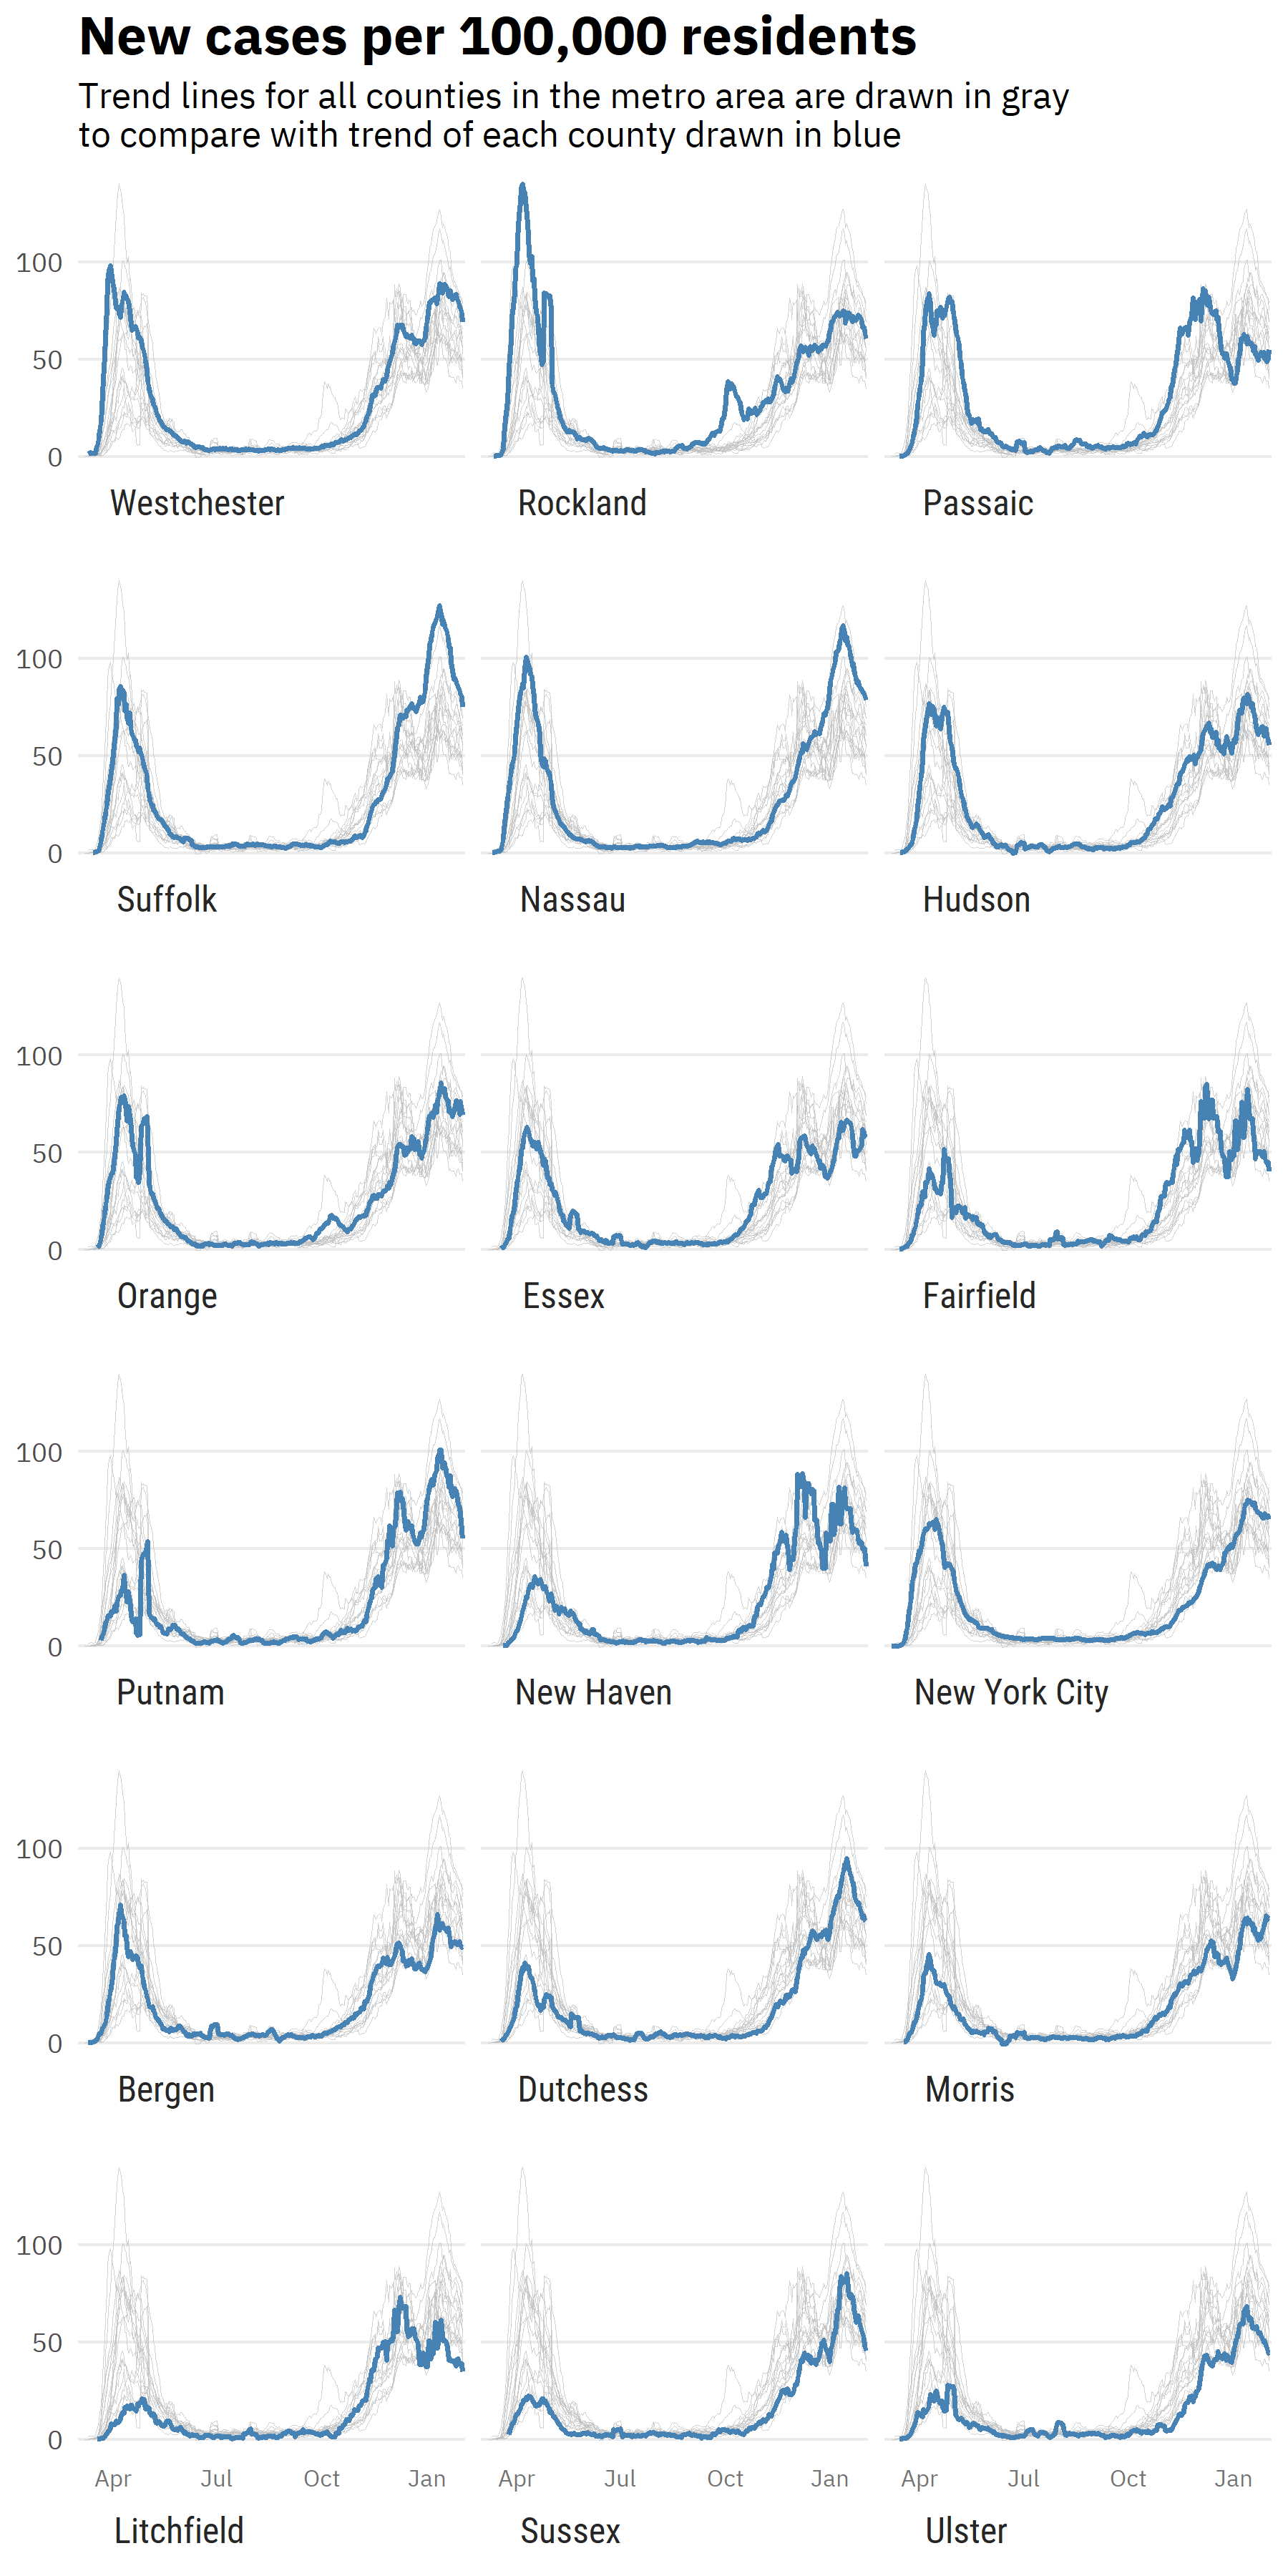 New cases per 100,000 residents
Trend lines for all counties in the metro area are drawn in gray
to compare with trend of each county drawn in blue
100
50
0
Westchester Rockland Passaic
100
50
0
Suffolk Nassau Hudson
100
50
0
Orange Essex Fairfield
100
50
0
Putnam New Haven New York City
100
50
0
Bergen Dutchess Morris
100
50
0
Apr Jul Oct Jan Apr Jul Oct Jan Apr Jul Oct Jan
Litchfield Sussex Ulster